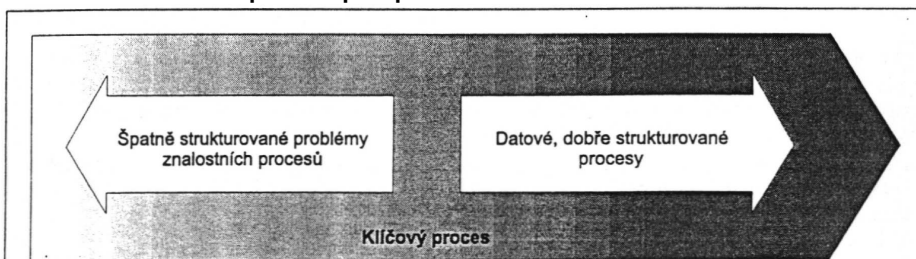 Špatně strukturované problémy
znalostních procesů
Datové, dobře strukturované
procesy
Klíčový proces